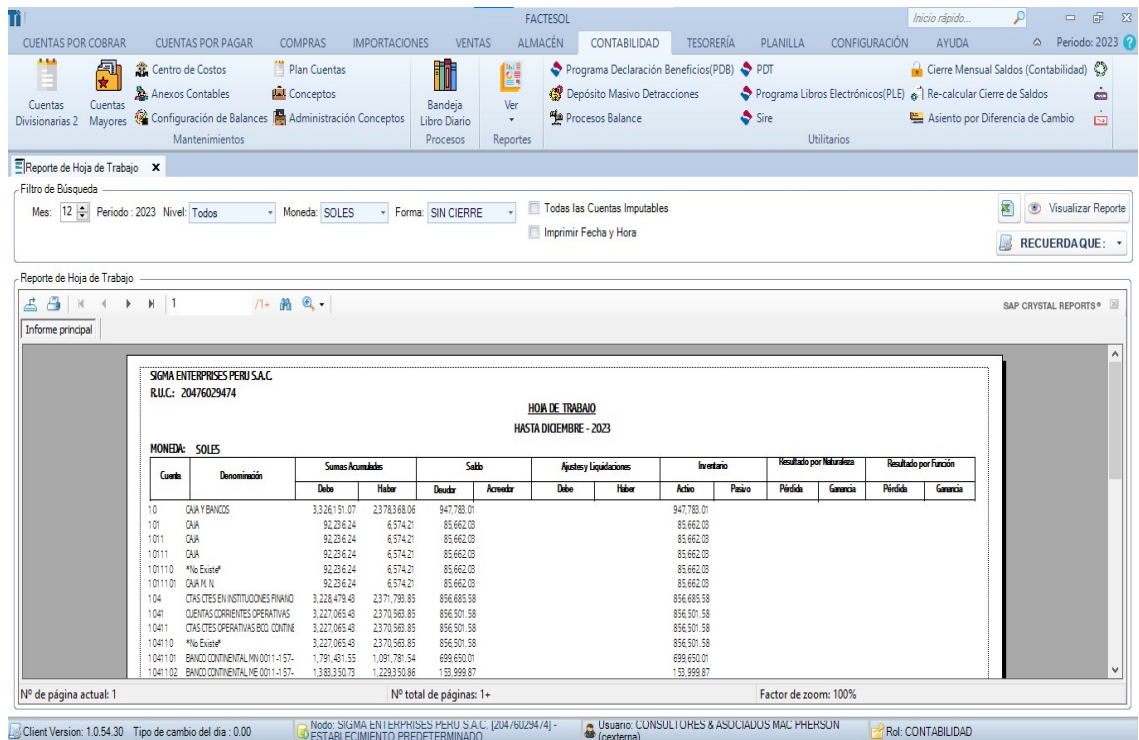 Ti FACTESOL Inicio rápido...
CUENTAS POR COBRAR CUENTAS POR PAGAR COMPRAS IMPORTACIONES VENTAS ALMACÉN CONTABILIDAD TESORERÍA PLANILLA CONFIGURACIÓN AYUDA Periodo: 2023
Centro de Costos Plan Cuentas Programa Declaración Beneficios(PDB) PDT Cierre Mensual Saldos (Contabilidad)
Cuentas Divisionarias 2 Cuentas Mayores Anexos Contables Conceptos Bandeja Libro Diario Ver Depósito Masivo Detracciones Programa Libros Electrónicos(PLE) Re-calcular Cierre de Saldos
Configuración de Balances Administración Conceptos Procesos Balance Sire Asiento por Diferencia de Cambio
Mantenimientos Procesos Reportes Utilitarios
Reporte de Hoja de Trabajo X
Filtro de Búsqueda
Mes: 12 Periodo : 2023 Nivel: Todos Moneda: SOLES Forma: SIN CIERRE Todas las Cuentas Imputables Visualizar Reporte
Imprimir Fecha y Hora
RECUERDA QUE :
Reporte de Hoja de Trabajo
1 /1+ SAP CRYSTAL REPORTS®
Informe principal
SIGMA ENTERPRISES PERU S.A.C.
R.U.C.: 20476029474
HOJA DE TRABAJO
HASTA DICIEMBRE - 2023
MONEDA: SOLES
Cuenta Denominación Sumas Acumuladas Saldo Ajustes y Liquidaciones Inventario Resultado por Naturaleza Resultado por Función
Debe Haber Deudor Acreedor Debe Haber Activo Pasivo Pérdida Ganancia Pérdida Ganancia
10 CAJA Y BANCOS 3,326,151.07 2,378,368.06 947,783.01 947,783.01
101 CAJA 92,236.24 6,574.21 85,662.03 85,662.03
1011 CAJA 92,236.24 6,574.21 85,662.03 85,662.03
10111 CAJA 92,236.24 6,574.21 85,662.03 85,662.03
101110 *No Existe* 92,236.24 6,574.21 85,662.03 85,662.03
1011101 CAJA M. N. 92,236.24 6,574.21 85,662.03 85,662.03
104 CTAS CTES EN INSTITUCIONES FINANC 3,228,479.43 2,371,793.85 856,685.58 856,685.58
1041 CUENTAS CORRIENTES OPERATIVAS 3,227,065.43 2,370,563.85 856,501.58 856,501.58
10411 CTAS CTES OPERATIVAS BCO. CONTINE 3,227,065.43 2,370,563.85 856,501.58 856,501.58
104110 *No Existe* 3,227,065.43 2,370,563.85 856,501.58 856,501.58
1041101 BANCO CONTINENTAL MN 0011-157- 1,791,431.55 1,091,781.54 699,650.01 699,650.01
1041102 BANCO CONTINENTAL ME 0011-157- 1,383,350.73 1,229,350.86 153,999.87 153,999.87
Nº de página actual: 1 Nº total de páginas: 1+ Factor de zoom: 100%
Client Version: 1.0.54.30 Tipo de cambio del dia : 0.00 Nodo: SIGMA ENTERPRISES PERU S.A.C. [20476029474] - ESTABLECIMIENTO PREDETERMINADO Usuario: CONSULTORES & ASOCIADOS MAC PHERSON (cexterna) Rol: CONTABILIDAD